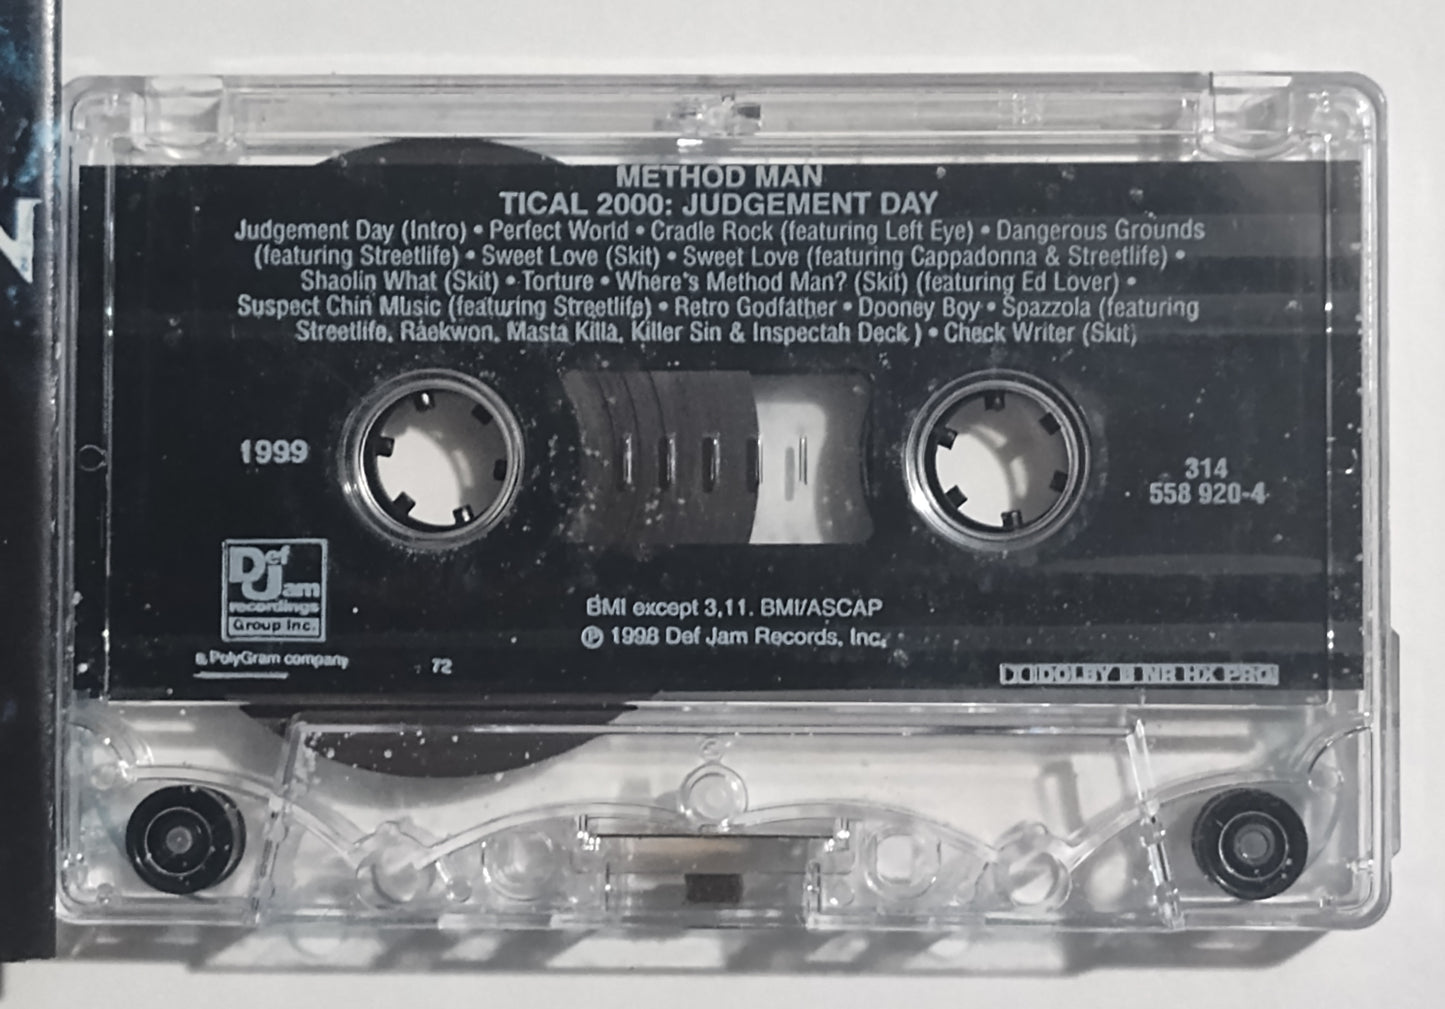 METHOD MAN
TICAL 2000: JUDGEMENT DAY
Judgement Day (Intro) • Perfect World • Cradle Rock (featuring Left Eye) • Dangerous Grounds
(featuring Streetlife) • Sweet Love (Skit) • Sweet Love (featuring Cappadonna & Streetlife) •
Shaolin What (Skit) • Torture • Where's Method Man? (Skit) (featuring Ed Lover) •
Suspect Chin Music (featuring Streetlife) • Retro Godfather • Dooney Boy • Spazzola (featuring
Streetlife, Raekwon, Masta Killa, Killer Sin & Inspectah Deck ) • Check Writer (Skit)
1999
314
558 920-4
Def
Jam
recordings
Group Inc.
a PolyGram company
72
BMI except 3,11. BMI/ASCAP
℗ 1998 Def Jam Records, Inc.
DOLBY B NR HX PRO
N